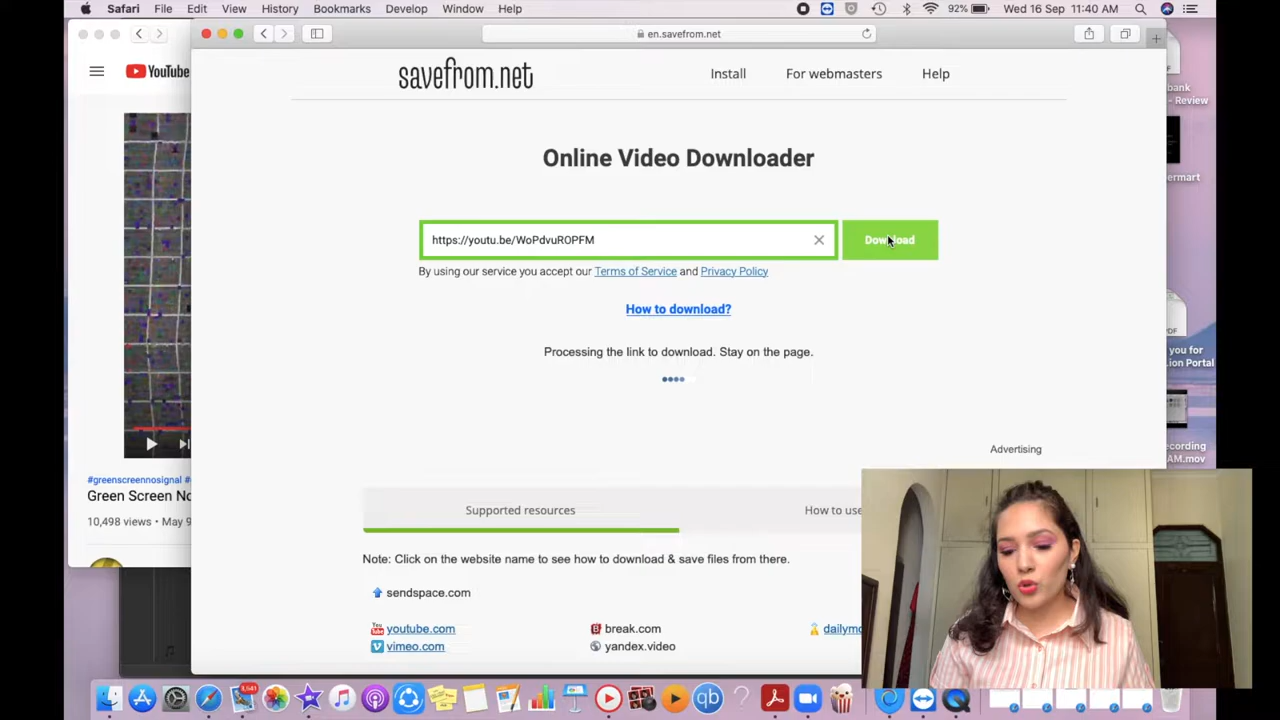 Safari File Edit View History Bookmarks Develop Window Help 92% Wed 16 Sep 11:40 AM
en.savefrom.net
YouTube
savefrom.net Install For webmasters Help
bank
- Review
Online Video Downloader
ermart
https://youtu.be/WoPdvuROPFM Download
By using our service you accept our Terms of Service and Privacy Policy
How to download?
PDF
Processing the link to download. Stay on the page.
you for
ion Portal
Advertising
ecording
AM.mov
#greenscreennosignal
Green Screen No
10,498 views • May 9
Supported resources How to use
Note: Click on the website name to see how to download & save files from there.
sendspace.com
youtube.com break.com dailymo
vimeo.com yandex.video
3,541
qb